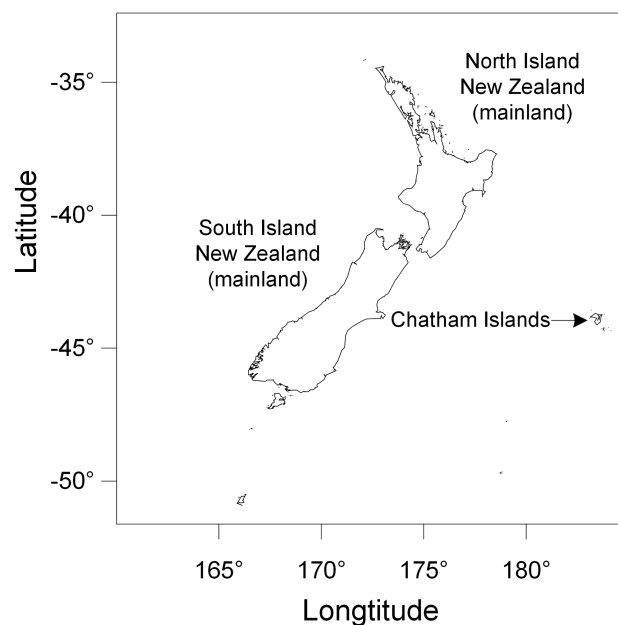 North Island
New Zealand
(mainland)
-35°
-40°
South Island
New Zealand
(mainland)
Latitude
Chatham Islands
-45°
-50°
165° 170° 175° 180°
Longtitude